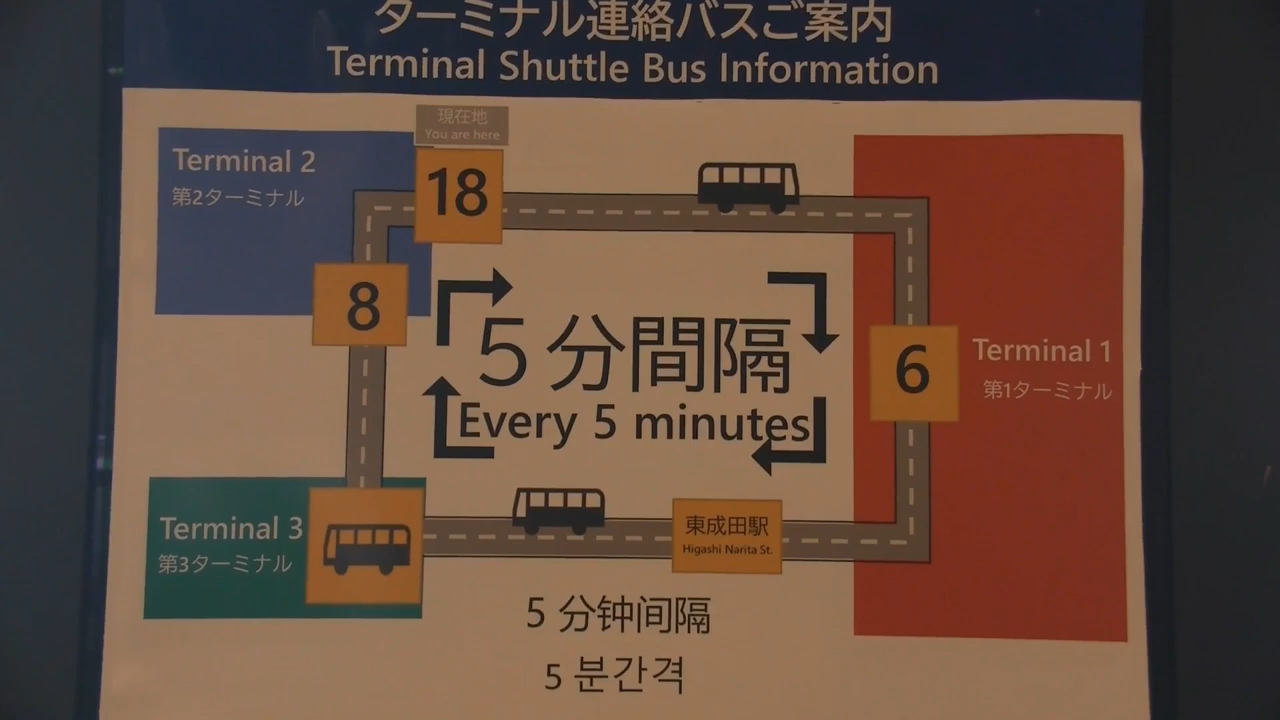 ターミナル連絡バスご案内
Terminal Shuttle Bus Information
現在地
You are here
Terminal 2
第2ターミナル
18
8
5分間隔
Every 5 minutes
6
Terminal 1
第1ターミナル
Terminal 3
第3ターミナル
東成田駅
Higashi Narita St.
5 分钟间隔
5 분간격